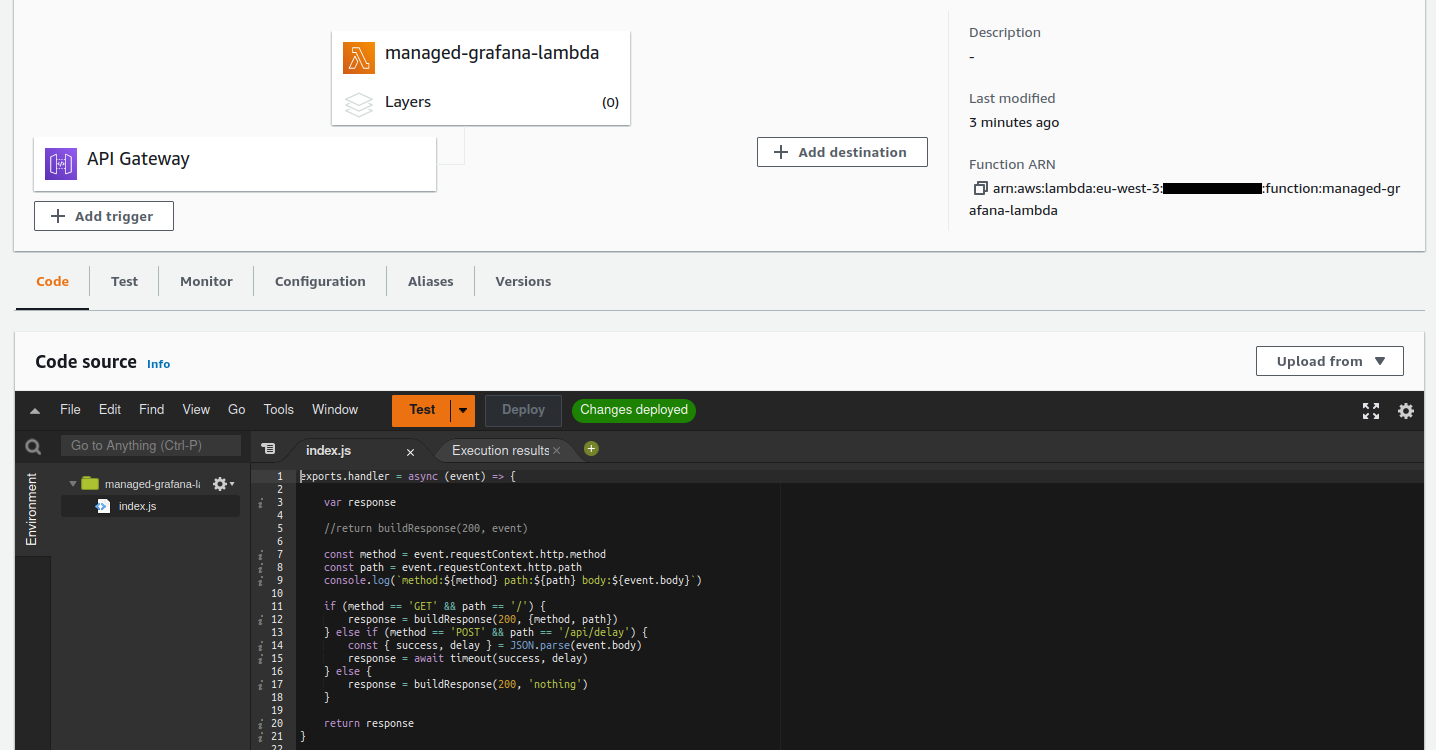 managed-grafana-lambda
Layers (0)
API Gateway
Add trigger
Add destination
Description
-
Last modified
3 minutes ago
Function ARN
arn:aws:lambda:eu-west-3: :function:managed-gr
afana-lambda
Code Test Monitor Configuration Aliases Versions
Code source Info Upload from
File Edit Find View Go Tools Window Test Deploy Changes deployed
Go to Anything (Ctrl-P) index.js Execution results
Environment
managed-grafana-la
index.js
1 exports.handler = async (event) => {
2
3 var response
4
5 //return buildResponse(200, event)
6
7 const method = event.requestContext.http.method
8 const path = event.requestContext.http.path
9 console.log(`method:${method} path:${path} body:${event.body}`)
10
11 if (method == 'GET' && path == '/') {
12 response = buildResponse(200, {method, path})
13 } else if (method == 'POST' && path == '/api/delay') {
14 const { success, delay } = JSON.parse(event.body)
15 response = await timeout(success, delay)
16 } else {
17 response = buildResponse(200, 'nothing')
18 }
19
20 return response
21 }
22